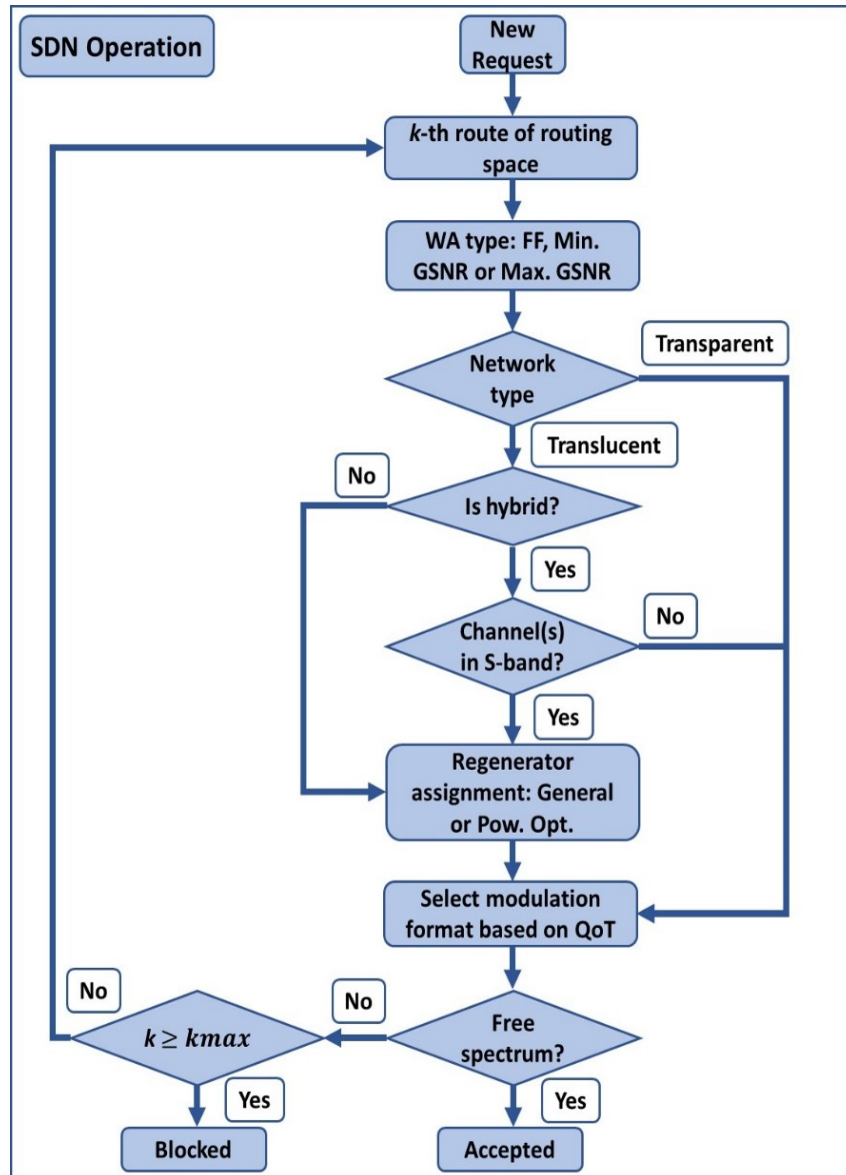 SDN Operation
New
Request
k-th route of routing
space
WA type: FF, Min.
GSNR or Max. GSNR
Transparent
Network
type
Translucent
No
Is hybrid?
Yes
Channel(s)
in S-band?
No
Yes
Regenerator
assignment: General
or Pow. Opt.
Select modulation
format based on QoT
No
No
k ≥ kmax
Free
spectrum?
Yes
Yes
Blocked
Accepted